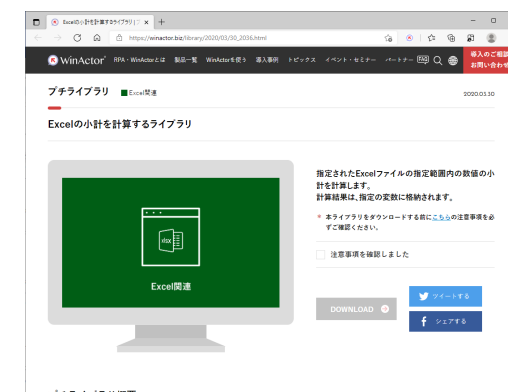 Excelの小計を計算するライブラリ | コ
https://winactor.biz/library/2020/03/30_2036.html
WinActor® RPA・WinActorとは 製品一覧 WinActorを使う 導入事例 トピックス イベント・セミナー パートナー FAQ
導入のご相談
お問い合わせ
プチライブラリ Excel関連 2020.03.30
Excelの小計を計算するライブラリ
xlsx
Excel関連
指定されたExcelファイルの指定範囲内の数値の小
計を計算します。
計算結果は、指定の変数に格納されます。
* 本ライブラリをダウンロードする前にこちらの注意事項を必
ずご確認ください。
注意事項を確認しました
DOWNLOAD
ツイートする
シェアする